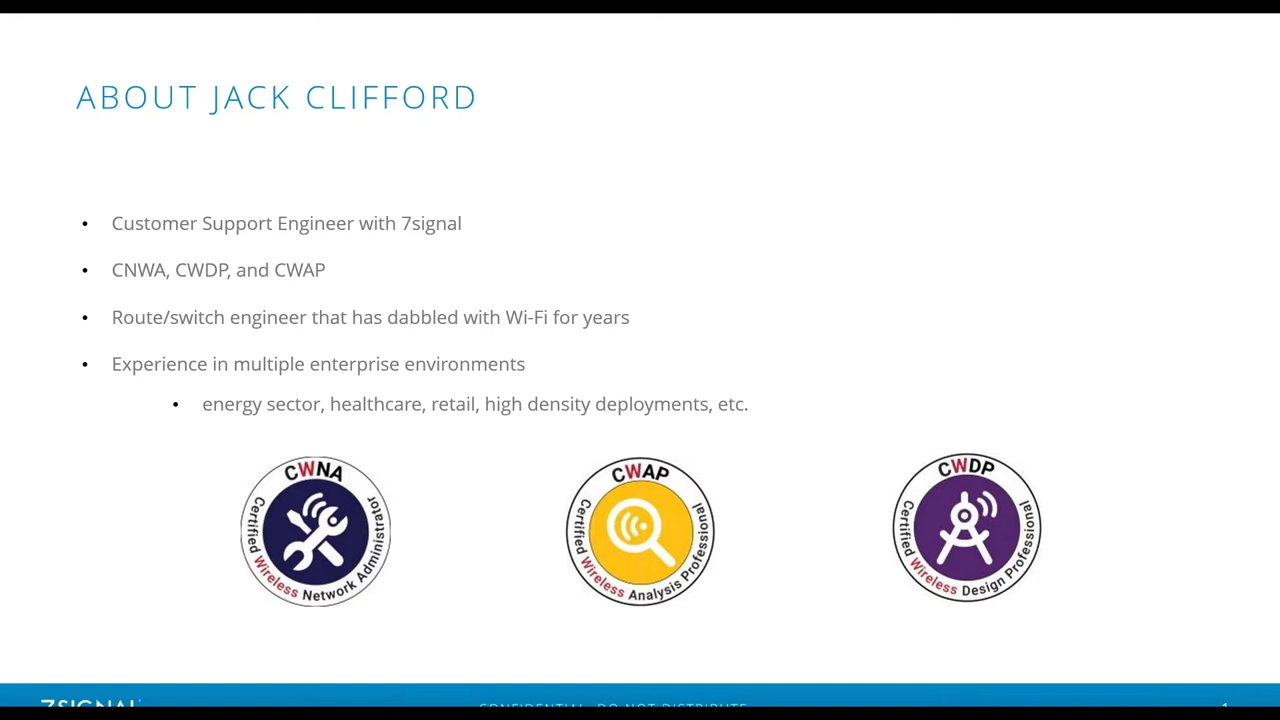 ABOUT JACK CLIFFORD
• Customer Support Engineer with 7signal
• CNWA, CWDP, and CWAP
• Route/switch engineer that has dabbled with Wi-Fi for years
• Experience in multiple enterprise environments
• energy sector, healthcare, retail, high density deployments, etc.
CWNA
Certified Wireless Network Administrator
CWAP
Certified Wireless Analysis Professional
CWDP
Certified Wireless Design Professional
7SIGNAL
CONFIDENTIAL - DO NOT DISTRIBUTE
1